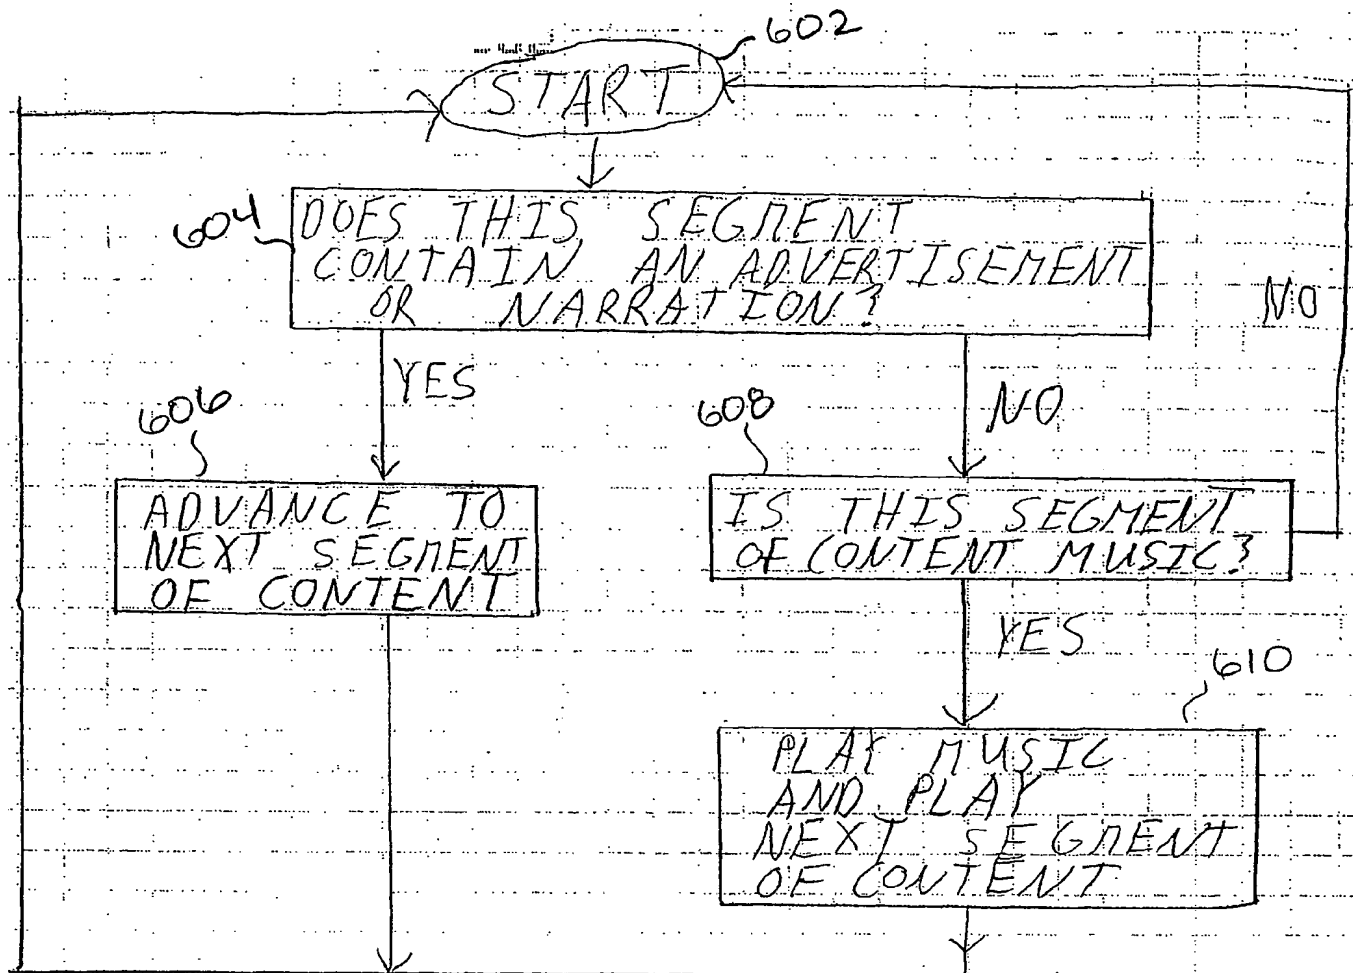 602
START
604
DOES THIS SEGMENT
CONTAIN AN ADVERTISEMENT
OR NARRATION?
NO
YES
NO
606
608
ADVANCE TO
NEXT SEGMENT
OF CONTENT
IS THIS SEGMENT
OF CONTENT MUSIC?
YES
610
PLAY MUSIC
AND PLAY
NEXT SEGMENT
OF CONTENT